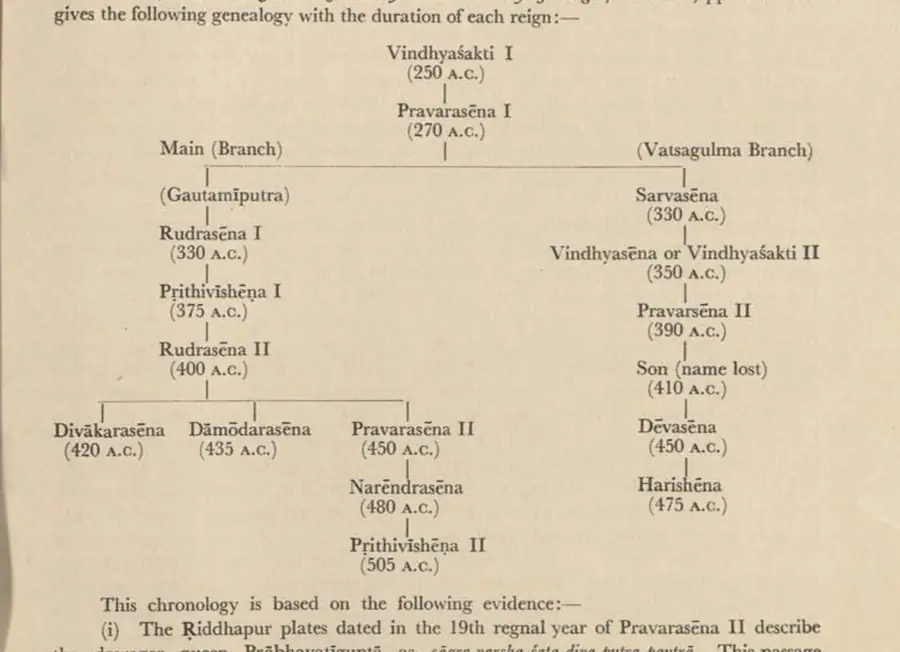 gives the following genealogy with the duration of each reign:—
Vindhyaśakti I
(250 A.C.)
Pravarasēna I
(270 A.C.)
Main (Branch)
(Vatsagulma Branch)
(Gautamīputra)
Sarvasēna
(330 A.C.)
Rudrasēna I
(330 A.C.)
Vindhyasēna or Vindhyaśakti II
(350 A.C.)
Pṛithivīshēṇa I
(375 A.C.)
Pravarsēna II
(390 A.C.)
Rudrasēna II
(400 A.C.)
Son (name lost)
(410 A.C.)
Divākarasēna Dāmōdarasēna Pravarasēna II Dēvasēna
(420 A.C.) (435 A.C.) (450 A.C.) (450 A.C.)
Narēndrasēna Harishēna
(480 A.C.) (475 A.C.)
Pṛithivīshēṇa II
(505 A.C.)
This chronology is based on the following evidence:—
(i) The Ṛiddhapur plates dated in the 19th regnal year of Pravarasēna II describe